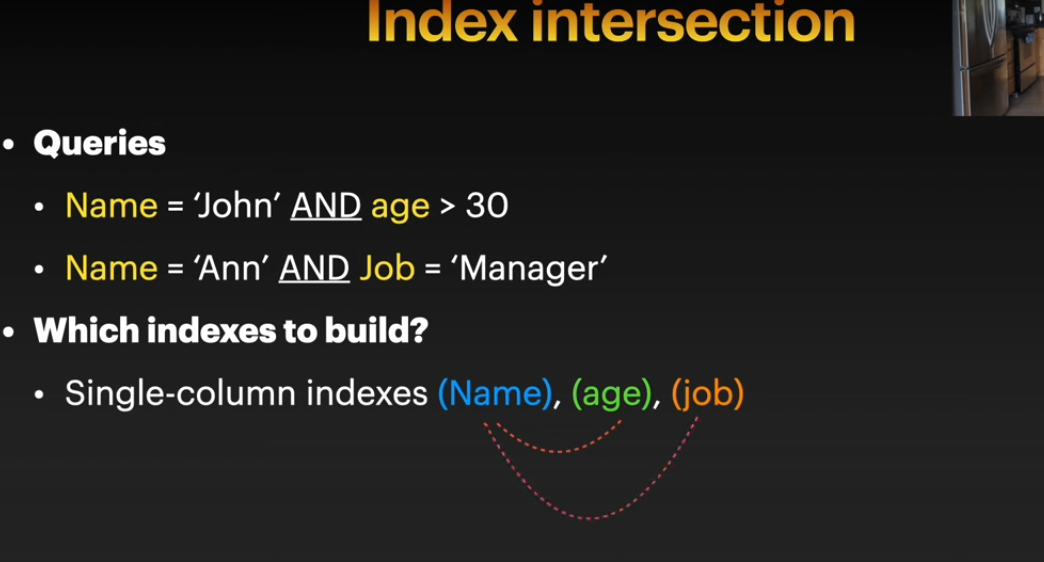 Index intersection
• Queries
• Name = ‘John’ AND age > 30
• Name = ‘Ann’ AND Job = ‘Manager’
• Which indexes to build?
• Single-column indexes (Name), (age), (job)